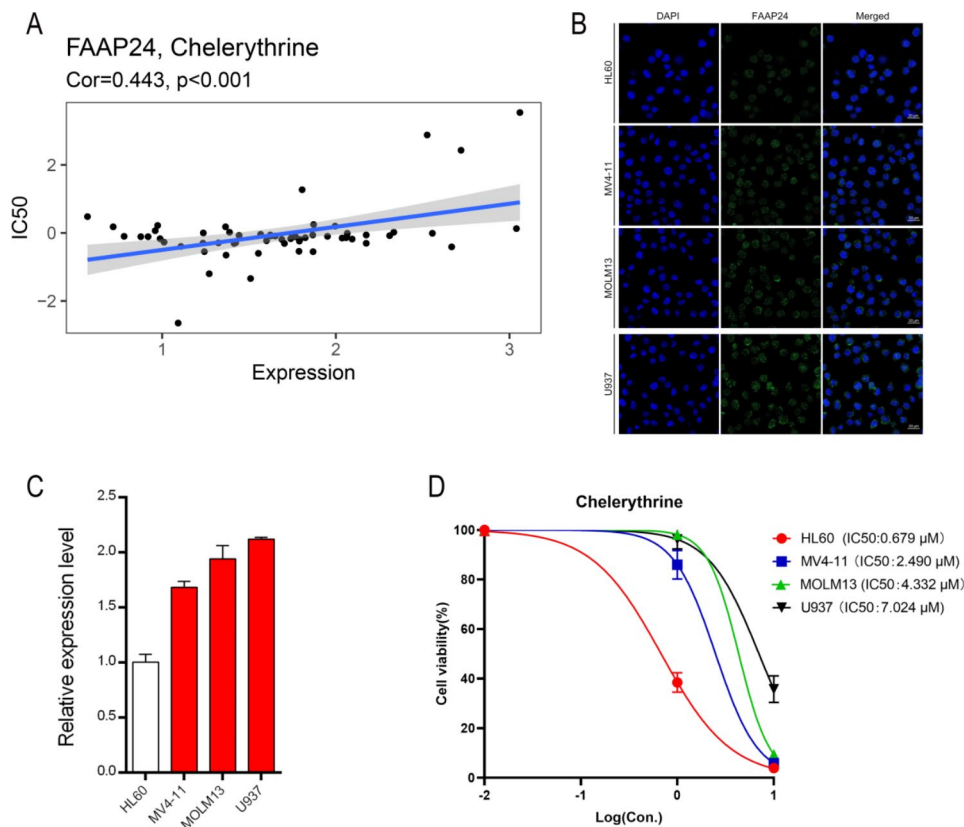 A
FAAP24, Chelerythrine
Cor=0.443, p<0.001
IC50
2
0
−2
1
2
3
Expression
B
DAPI
FAAP24
Merged
HL60
MV4-11
MOLM13
U937
C
Relative expression level
2.5
2.0
1.5
1.0
0.5
0.0
HL60
MV4-11
MOLM13
U937
D
Chelerythrine
Cell viability(%)
100
80
60
40
20
0
-2
-1
0
1
Log(Con.)
HL60 (IC50:0.679 μM)
MV4-11 (IC50:2.490 μM)
MOLM13 (IC50:4.332 μM)
U937 (IC50:7.024 μM)